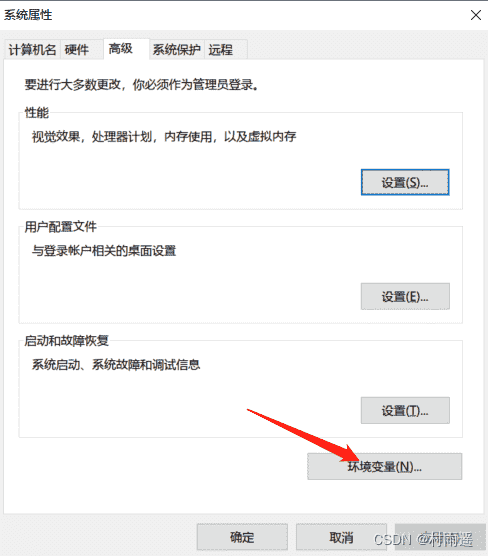 系统属性
计算机名 硬件 高级 系统保护 远程
要进行大多数更改，你必须作为管理员登录。
性能
视觉效果，处理器计划，内存使用，以及虚拟内存
设置(S)...
用户配置文件
与登录帐户相关的桌面设置
设置(E)...
启动和故障恢复
系统启动、系统故障和调试信息
设置(T)...
环境变量(N)...
确定 取消
CSDN @村雨遥